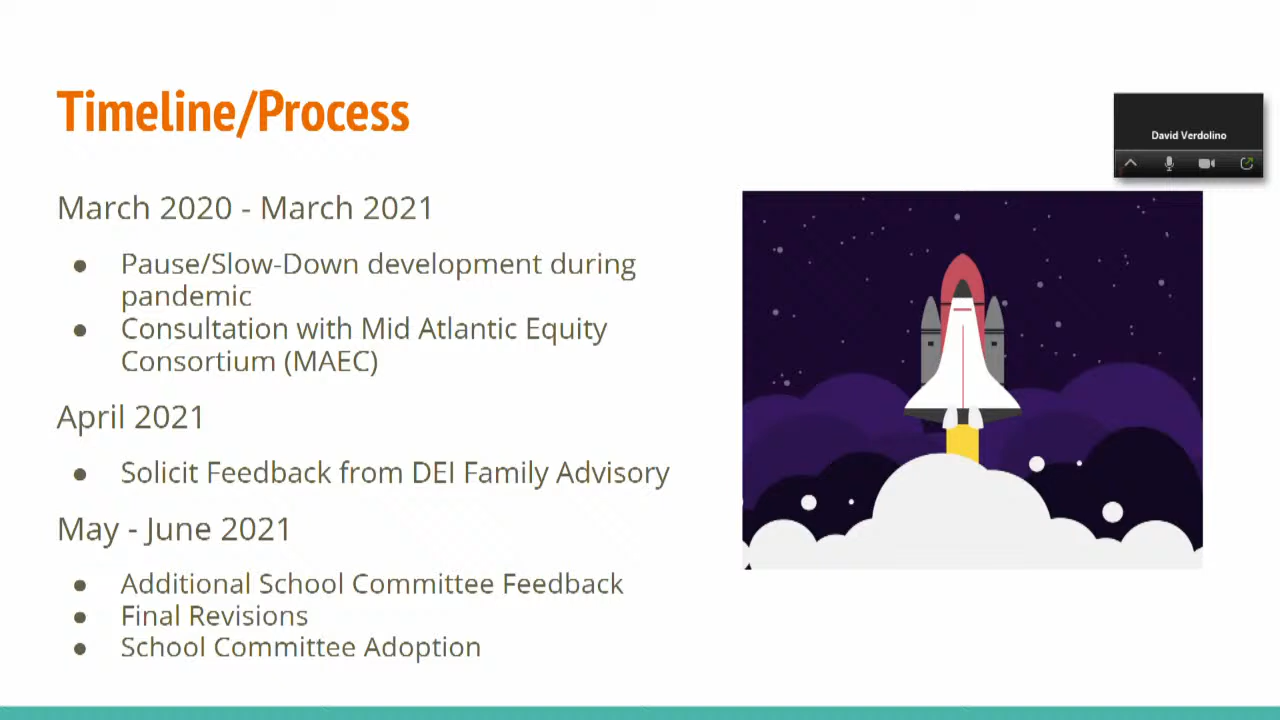 Timeline/Process
David Verdolino
March 2020 - March 2021
● Pause/Slow-Down development during
pandemic
● Consultation with Mid Atlantic Equity
Consortium (MAEC)
April 2021
● Solicit Feedback from DEI Family Advisory
May - June 2021
● Additional School Committee Feedback
● Final Revisions
● School Committee Adoption